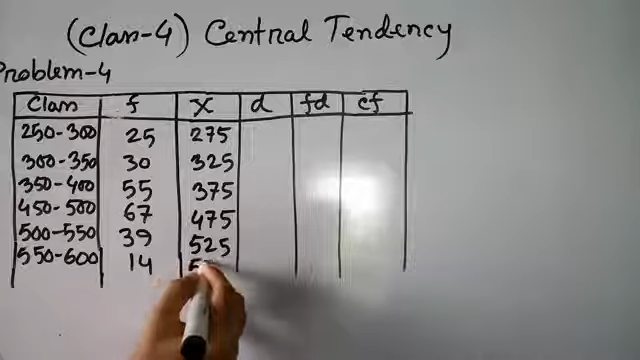 (Class-4) Central Tendency
Problem-4
Class f X d fd cf
250-300 25 275
300-350 30 325
350-400 55 375
450-500 67 475
500-550 39 525
550-600 14 5